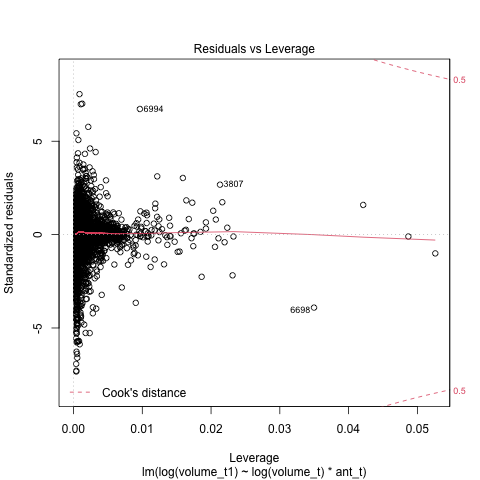 Residuals vs Leverage
Standardized residuals
5
0
-5
6994
3807
6698
0.5
0.5
Cook's distance
0.00 0.01 0.02 0.03 0.04 0.05
Leverage
lm(log(volume_t1) ~ log(volume_t) * ant_t)